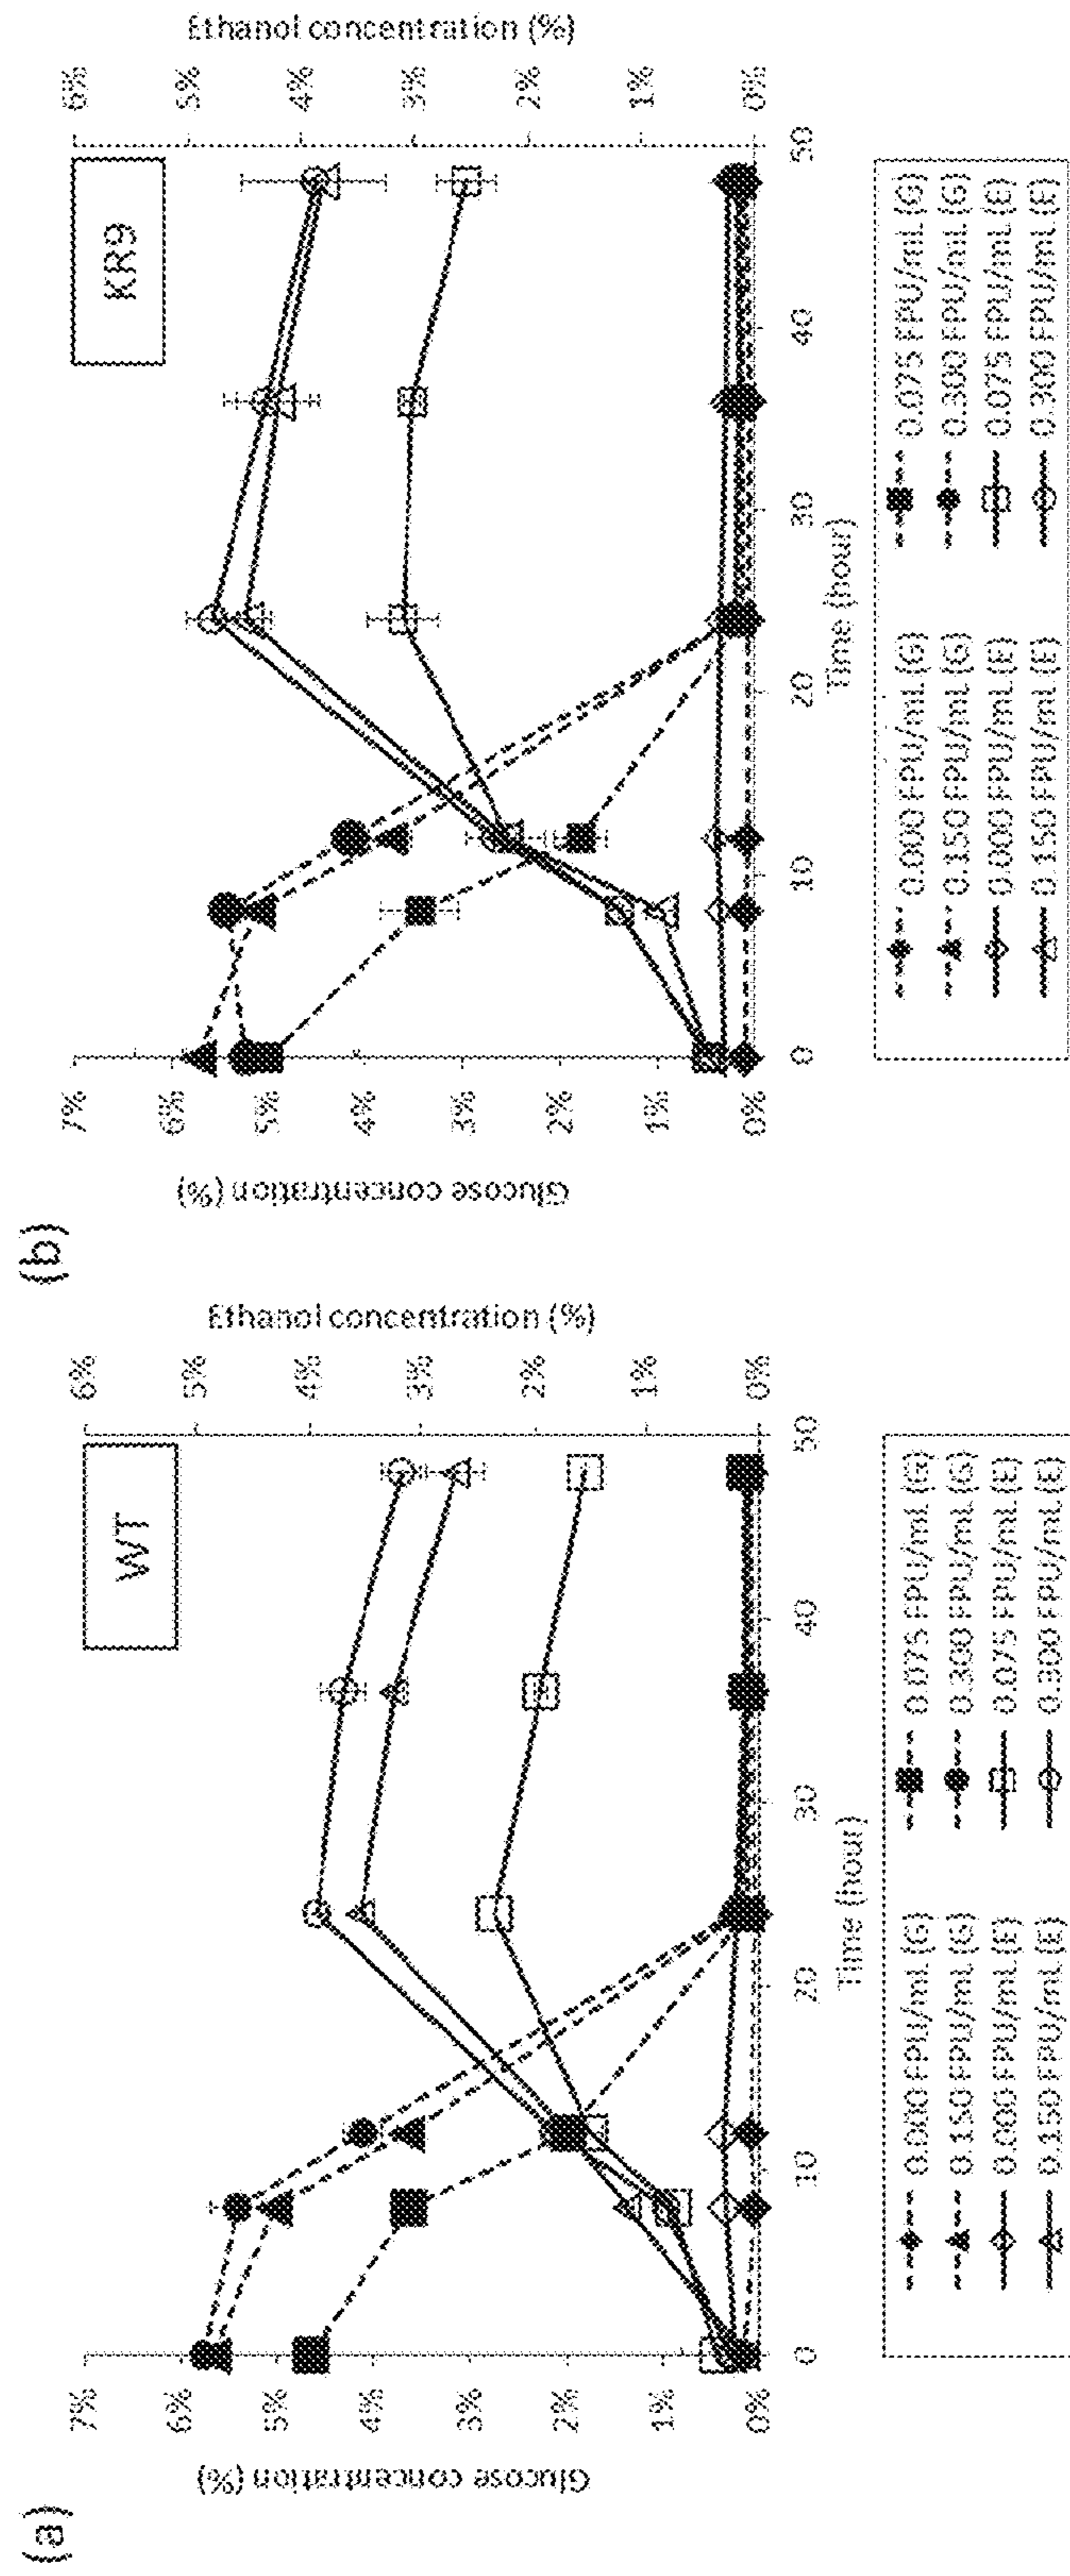 (a)
Glucose concentration (%)
7%
6%
5%
4%
3%
2%
1%
0%
WT
Ethanol concentration (%)
6%
5%
4%
3%
2%
1%
0%
0 10 20 30 40 50
Time (hour)
0.000 FPU/mL (G) 0.075 FPU/mL (G)
0.150 FPU/mL (G) 0.300 FPU/mL (G)
0.000 FPU/mL (E) 0.075 FPU/mL (E)
0.150 FPU/mL (E) 0.300 FPU/mL (E)
(b)
Glucose concentration (%)
7%
6%
5%
4%
3%
2%
1%
0%
KR9
Ethanol concentration (%)
6%
5%
4%
3%
2%
1%
0%
0 10 20 30 40 50
Time (hour)
0.000 FPU/mL (G) 0.075 FPU/mL (G)
0.150 FPU/mL (G) 0.300 FPU/mL (G)
0.000 FPU/mL (E) 0.075 FPU/mL (E)
0.150 FPU/mL (E) 0.300 FPU/mL (E)